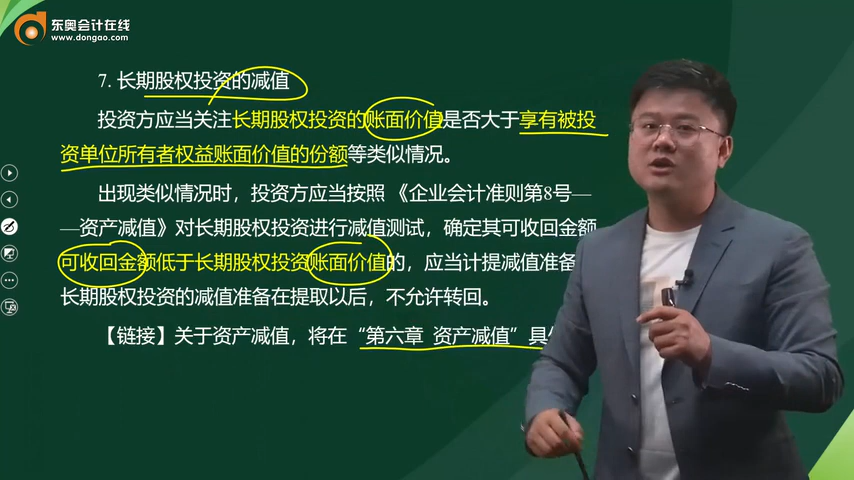 东奥会计在线
www.dongao.com
7. 长期股权投资的减值
投资方应当关注长期股权投资的账面价值是否大于享有被投
资单位所有者权益账面价值的份额等类似情况。
出现类似情况时，投资方应当按照 《企业会计准则第8号—
—资产减值》对长期股权投资进行减值测试，确定其可收回金额
可收回金额低于长期股权投资账面价值的，应当计提减值准备
长期股权投资的减值准备在提取以后，不允许转回。
【链接】关于资产减值，将在“第六章 资产减值”具